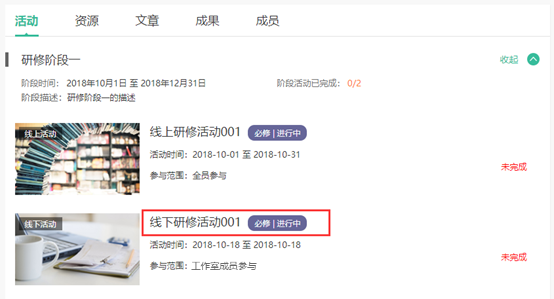 活动 资源 文章 成果 成员
研修阶段一 收起
阶段时间： 2018年10月1日 至 2018年12月31日 阶段活动已完成： 0/2
阶段描述：研修阶段一的描述
线上活动
线上研修活动001 必修 | 进行中
活动时间：2018-10-01 至 2018-10-31
未完成
参与范围：全员参与
线下活动
线下研修活动001 必修 | 进行中
活动时间：2018-10-18 至 2018-10-18
未完成
参与范围：工作室成员参与